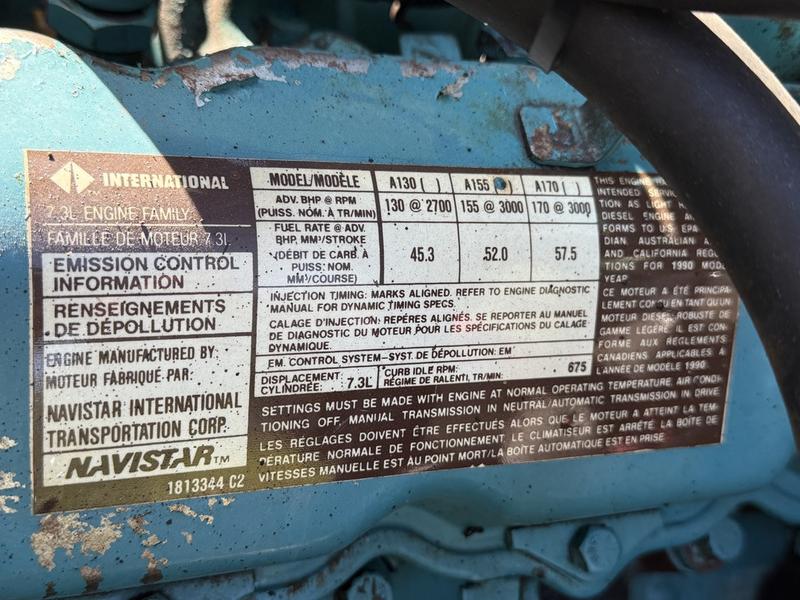 INTERNATIONAL
7.3L ENGINE FAMILY
FAMILLE DE MOTEUR 7.3L
EMISSION CONTROL
INFORMATION
RENSEIGNEMENTS
DE DÉPOLLUTION
ENGINE MANUFACTURED BY:
MOTEUR FABRIQUÉ PAR:
NAVISTAR INTERNATIONAL
TRANSPORTATION CORP.
NAVISTAR TM
1813344 C2
MODEL/MODÈLE A130 ( ) A155 A170 ( )
ADV. BHP @ RPM
(PUISS. NÓM. À TR/MIN) 130 @ 2700 155 @ 3000 170 @ 3000
FUEL RATE @ ADV.
BHP, MM³/STROKE
(DÉBIT DE CARB. À
PUISS. NOM.
MM³/COURSE) 45.3 52.0 57.5
INJECTION TIMING: MARKS ALIGNED. REFER TO ENGINE DIAGNOSTIC
MANUAL FOR DYNAMIC TIMING SPECS.
CALAGE D'INJECTION: REPÈRES ALIGNÉS. SE REPORTER AU MANUEL
DE DIAGNOSTIC DU MOTEUR POUR LES SPÉCIFICATIONS DU CALAGE
DYNAMIQUE.
EM. CONTROL SYSTEM-SYST. DE DÉPOLLUTION: EM
DISPLACEMENT
CYLINDRÉE: 7.3L
CURB IDLE RPM:
RÉGIME DE RALENTI, TR/MIN: 675
SETTINGS MUST BE MADE WITH ENGINE AT NORMAL OPERATING TEMPERATURE, AIR CONDI-
TIONING OFF, MANUAL TRANSMISSION IN NEUTRAL/AUTOMATIC TRANSMISSION IN DRIVE
LES RÉGLAGES DOIVENT ÊTRE EFFECTUÉS ALORS QUE LE MOTEUR A ATTEINT LA TEM-
PÉRATURE NORMALE DE FONCTIONNEMENT. LE CLIMATISEUR EST ARRÊTÉ LA BOÎTE DE
VITESSES MANUELLE EST AU POINT MORT/LA BOÎTE AUTOMATIQUE EST EN PRISE
THIS ENGINE
INTENDED
AS LIGHT
DIESEL ENGINE
FORMS TO U.S. EPA
DIAN, AUSTRALIAN
AND CALIFORNIA
TIONS FOR 1990
YEAR.
CE MOTEUR A ÉTÉ PRINCIPA-
LEMENT CONÇU EN TANT QU'UN
MOTEUR DIESEL ROBUSTE DE
GAMME LÉGÈRE. IL EST CON-
FORME AUX RÈGLEMENTS
CANADIENS APPLICABLES À
L'ANNÉE DE MODÈLE 1990.